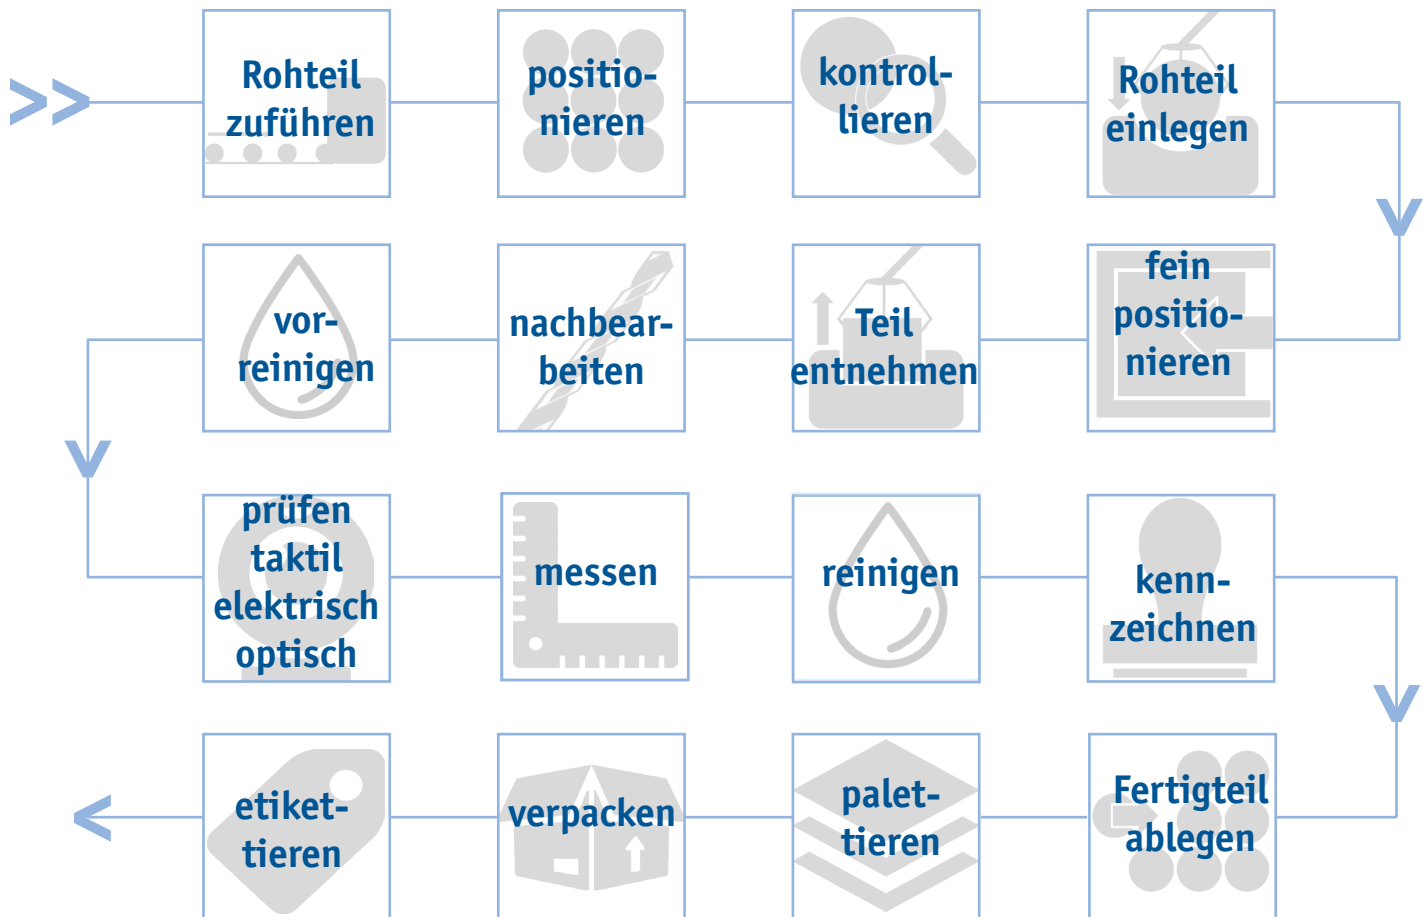 >>
Rohteil
zuführen
positio-
nieren
kontrol-
lieren
Rohteil
einlegen
fein
positio-
nieren
Teil
entnehmen
nachbear-
beiten
vor-
reinigen
prüfen
taktil
elektrisch
optisch
messen
reinigen
kenn-
zeichnen
Fertigteil
ablegen
palet-
tieren
verpacken
etiket-
tieren
<